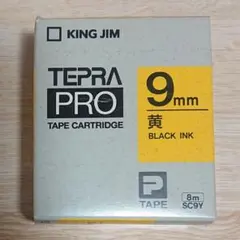 KING JIM
TEPRA
PRO
TAPE CARTRIDGE
9mm
黄
BLACK INK
P
TAPE
8m
SC9Y